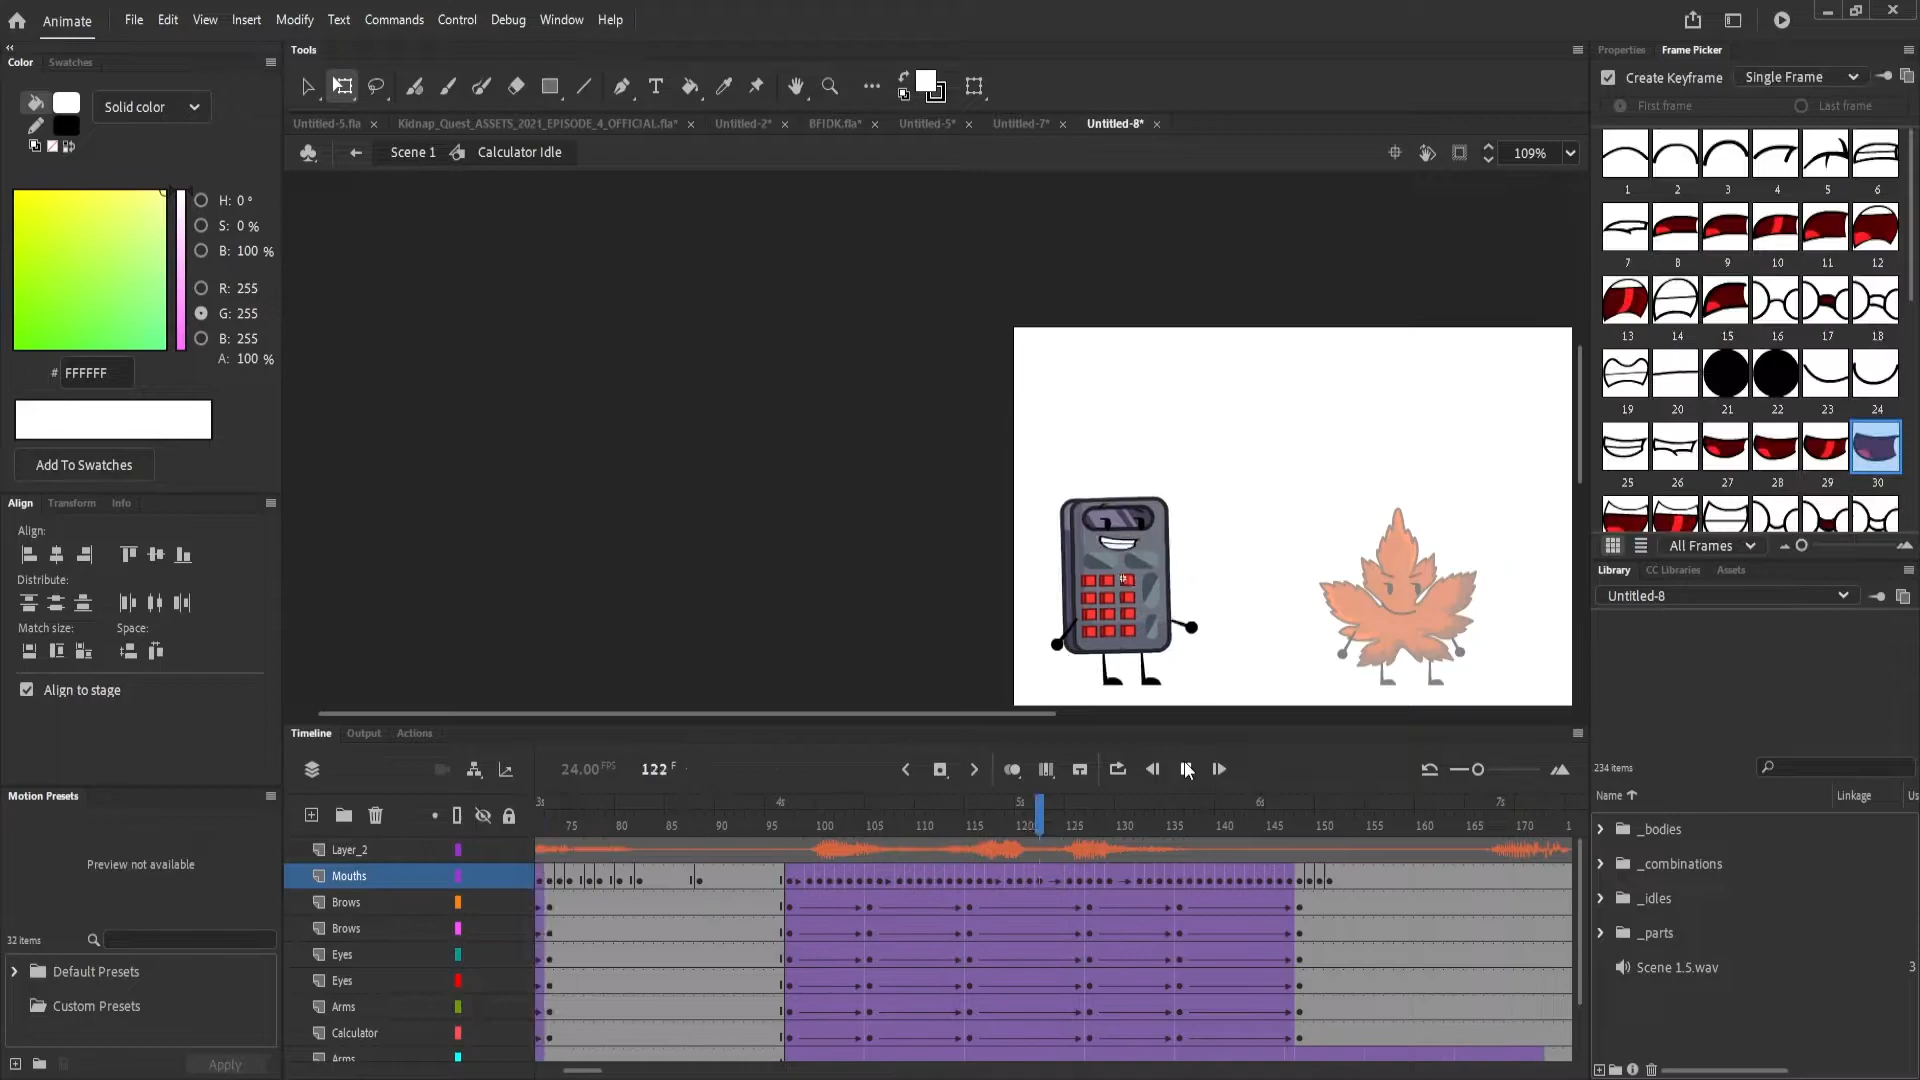 Animate File Edit View Insert Modify Text Commands Control Debug Window Help
Color Swatches
Tools
Properties Frame Picker
Solid color
Create Keyframe Single Frame
First frame Last frame
Untitled-5.fla × Kidnap_Quest_ASSETS_2021_EPISODE_4_OFFICIAL.fla* × Untitled-2* × BFIDK.fla* × Untitled-5* × Untitled-7* × Untitled-8* ×
Scene 1 Calculator Idle
109%
H: 0 °
S: 0 %
B: 100 %
R: 255
G: 255
B: 255
A: 100 %
# FFFFFF
Add To Swatches
1 2 3 4 5 6
7 8 9 10 11 12
13 14 15 16 17 18
19 20 21 22 23 24
25 26 27 28 29 30
All Frames
Align Transform Info
Align:
Distribute:
Match size: Space:
Align to stage
Library CC Libraries Assets
Untitled-8
234 items
Name Linkage Us
_bodies
_combinations
_idles
_parts
Scene 1.5.wav 3
Motion Presets
Preview not available
32 items
Default Presets
Custom Presets
Apply
Timeline Output Actions
24.00 FPS 122 F
3s 4s 5s 6s 7s
75 80 85 90 95 100 105 110 115 120 125 130 135 140 145 150 155 160 165 170 1
Layer_2
Mouths
Brows
Brows
Eyes
Eyes
Arms
Calculator
Arms